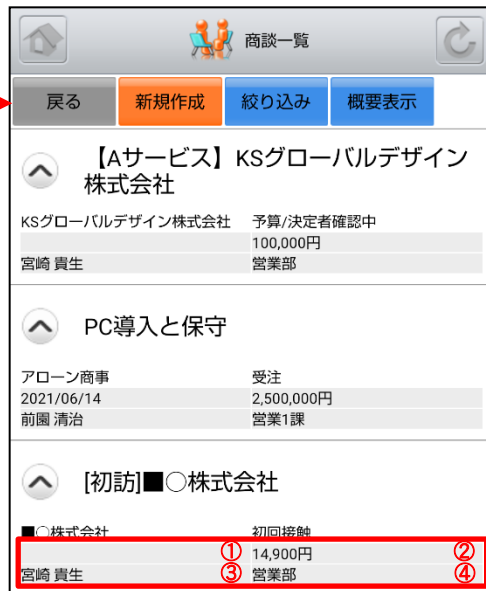 商談一覧
戻る 新規作成 絞り込み 概要表示
【Aサービス】KSグローバルデザイン
株式会社
KSグローバルデザイン株式会社 予算/決定者確認中
100,000円
宮崎 貴生 営業部
PC導入と保守
アローン商事 受注
2021/06/14 2,500,000円
前園 清治 営業1課
[初訪]■○株式会社
■○株式会社 初回接触
① 14,900円 ②
宮崎 貴生 ③ 営業部 ④